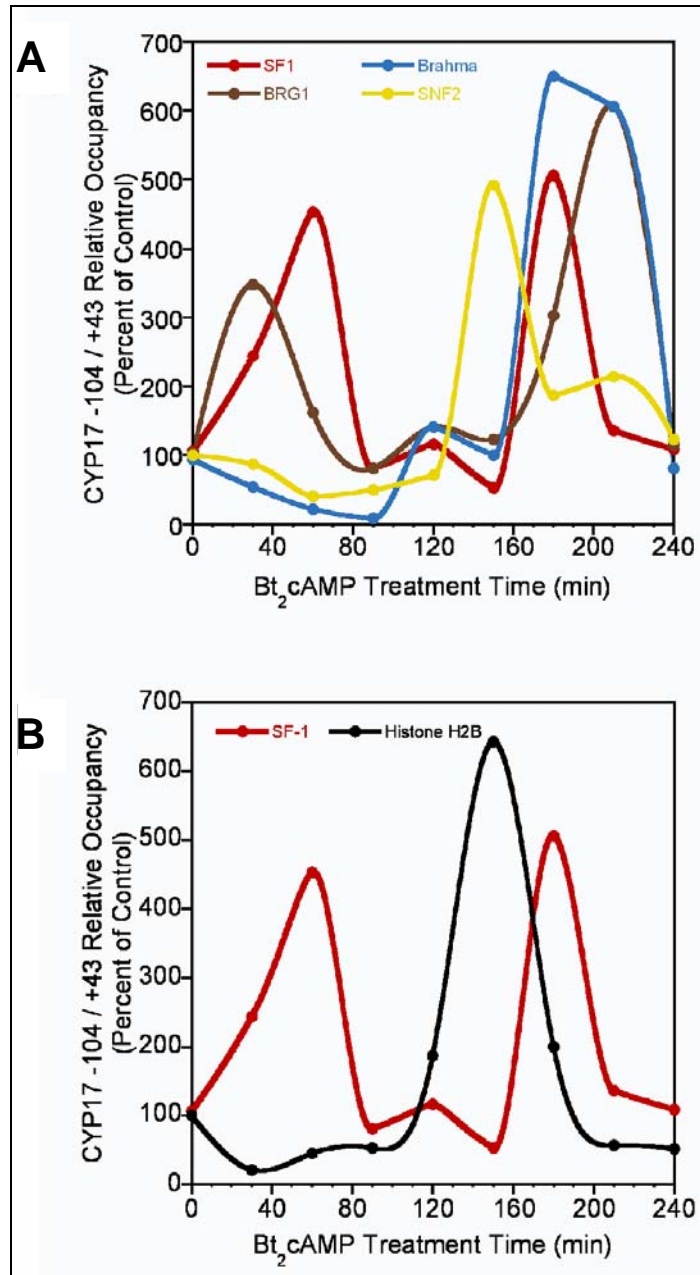 A
700
600
500
400
300
200
100
0
CYP17 -104 / +43 Relative Occupancy
(Percent of Control)
SF1
Brahma
BRG1
SNF2
0 40 80 120 160 200 240
Bt2cAMP Treatment Time (min)
B
700
600
500
400
300
200
100
0
CYP17 -104 / +43 Relative Occupancy
(Percent of Control)
SF-1
Histone H2B
0 40 80 120 160 200 240
Bt2cAMP Treatment Time (min)